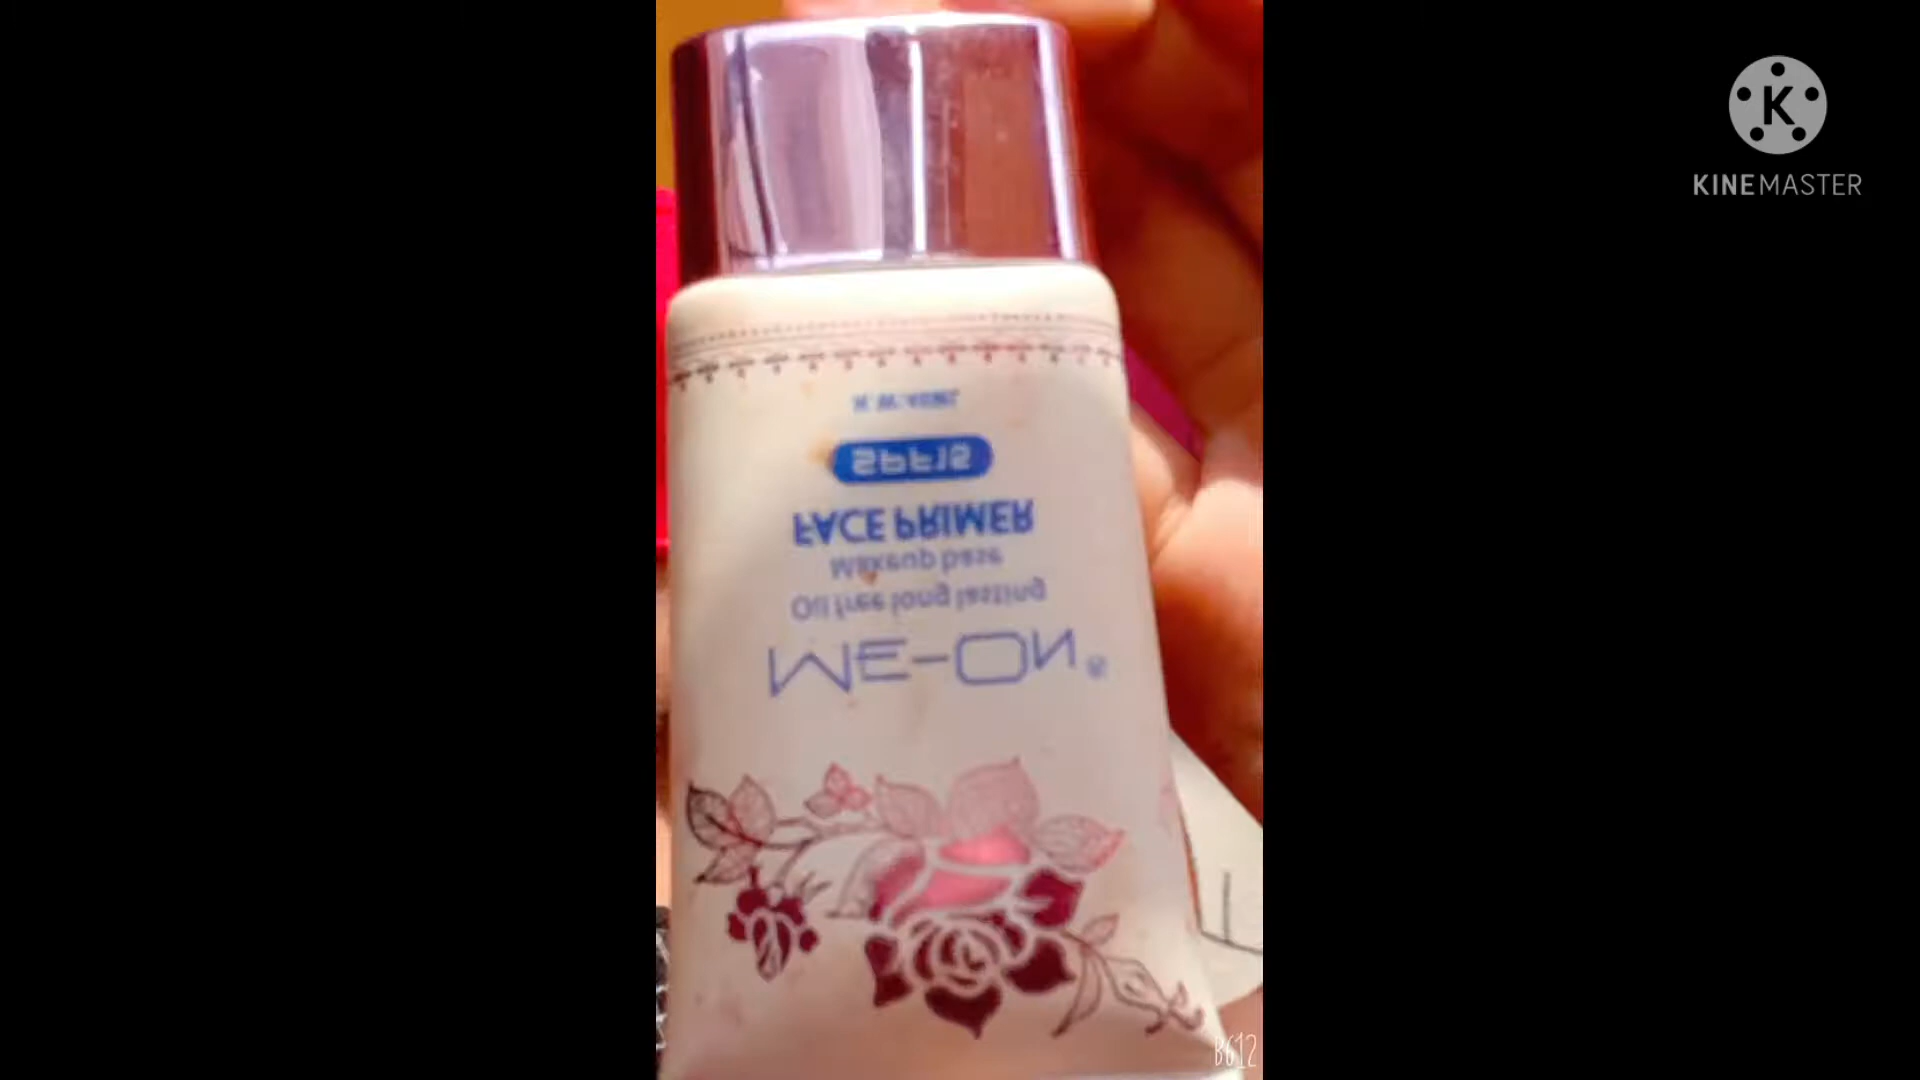 KINEMASTER
ME-ON®
Oil free long lasting
Makeup base
FACE PRIMER
SPF15
B612